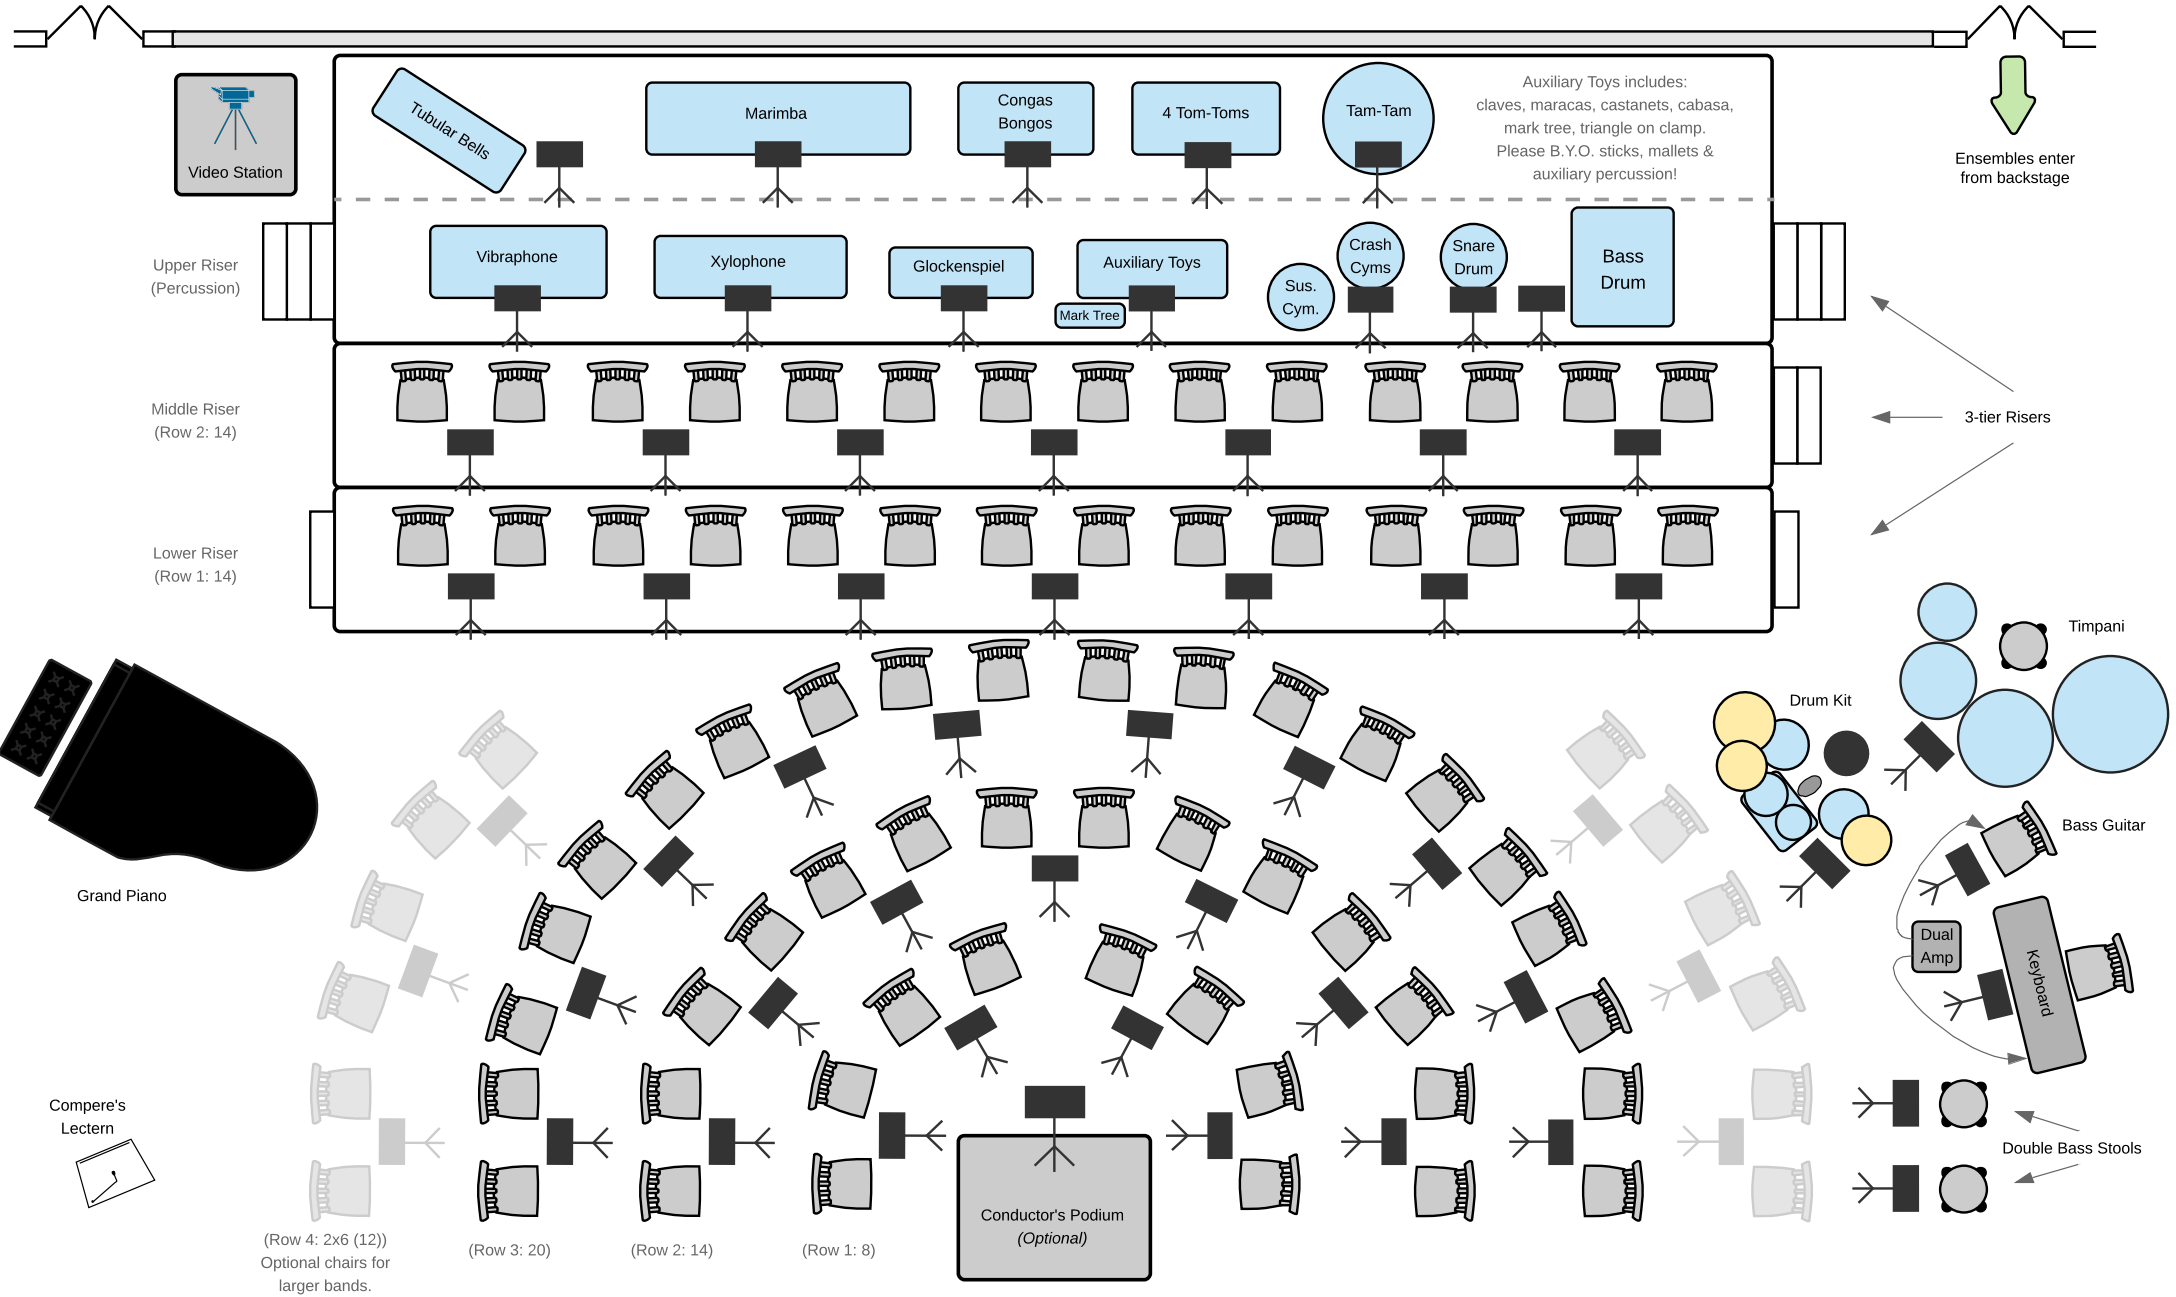 Video Station
Tubular Bells
Marimba
Congas
Bongos
4 Tom-Toms
Tam-Tam
Auxiliary Toys includes:
claves, maracas, castanets, cabasa,
mark tree, triangle on clamp.
Please B.Y.O. sticks, mallets &
auxiliary percussion!
Ensembles enter
from backstage
Upper Riser
(Percussion)
Vibraphone
Xylophone
Glockenspiel
Auxiliary Toys
Mark Tree
Sus.
Cym.
Crash
Cyms
Snare
Drum
Bass
Drum
Middle Riser
(Row 2: 14)
3-tier Risers
Lower Riser
(Row 1: 14)
Timpani
Drum Kit
Bass Guitar
Grand Piano
Dual
Amp
Keyboard
Compere's
Lectern
Double Bass Stools
Conductor's Podium
(Optional)
(Row 4: 2x6 (12))
Optional chairs for
larger bands.
(Row 3: 20)
(Row 2: 14)
(Row 1: 8)